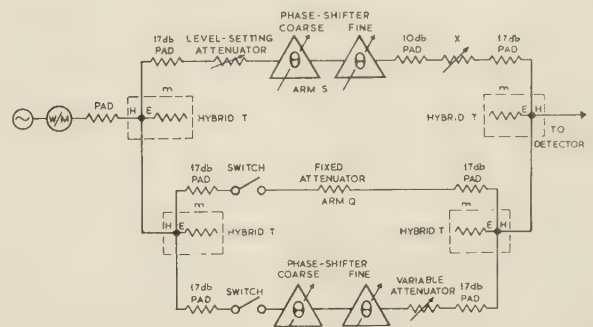 PHASE-SHIFTER
17db PAD
LEVEL-SETTING ATTENUATOR
COARSE
FINE
10db PAD
X
17db PAD
θ
θ
ARM S
m
H E
HYBRID T
W/M
PAD
m
E H
HYBRID T
TO DETECTOR
17db PAD
SWITCH
FIXED ATTENUATOR
ARM Q
17db PAD
m
H E
HYBRID T
m
E H
HYBRID T
PHASE-SHIFTER
COARSE
FINE
VARIABLE ATTENUATOR
17db PAD
SWITCH
θ
θ
17db PAD